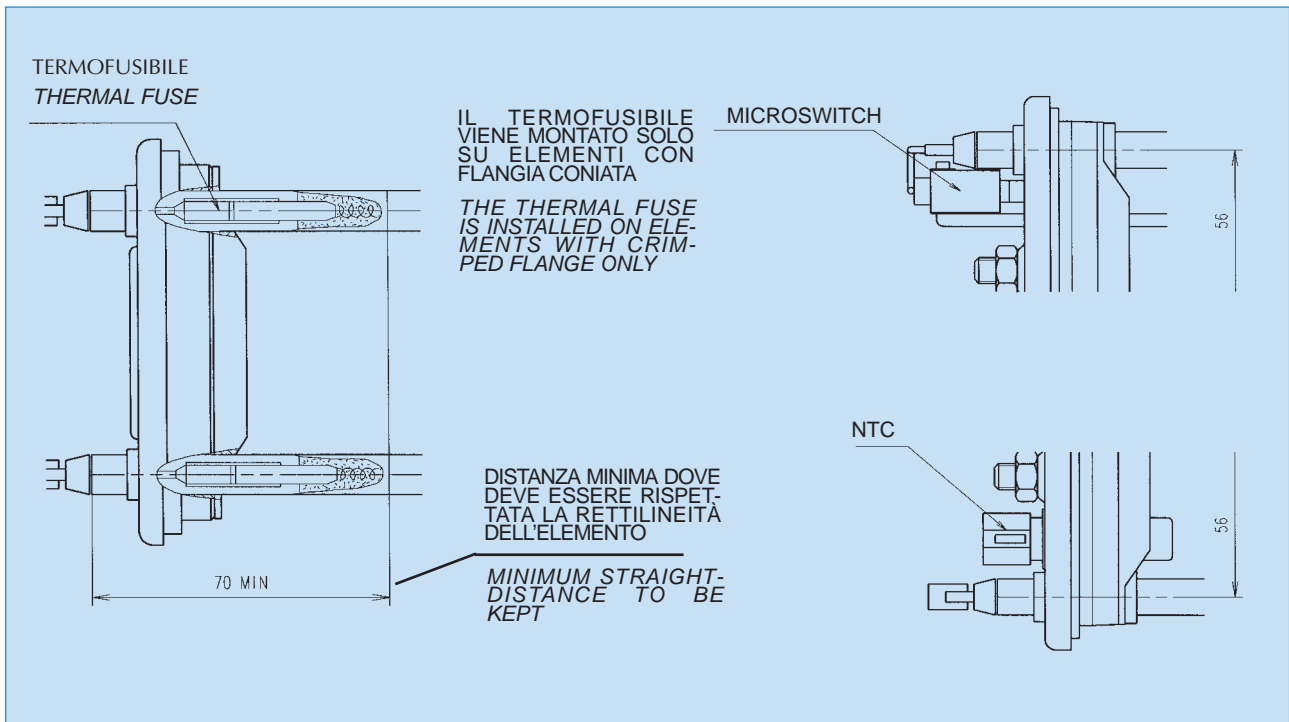 TERMOFUSIBILE
THERMAL FUSE
IL TERMOFUSIBILE
VIENE MONTATO SOLO
SU ELEMENTI CON
FLANGIA CONIATA
THE THERMAL FUSE
IS INSTALLED ON ELE-
MENTS WITH CRIM-
PED FLANGE ONLY
MICROSWITCH
56
NTC
56
DISTANZA MINIMA DOVE
DEVE ESSERE RISPET-
TATA LA RETTILINEITÀ
DELL'ELEMENTO
MINIMUM STRAIGHT-
DISTANCE TO BE
KEPT
70 MIN